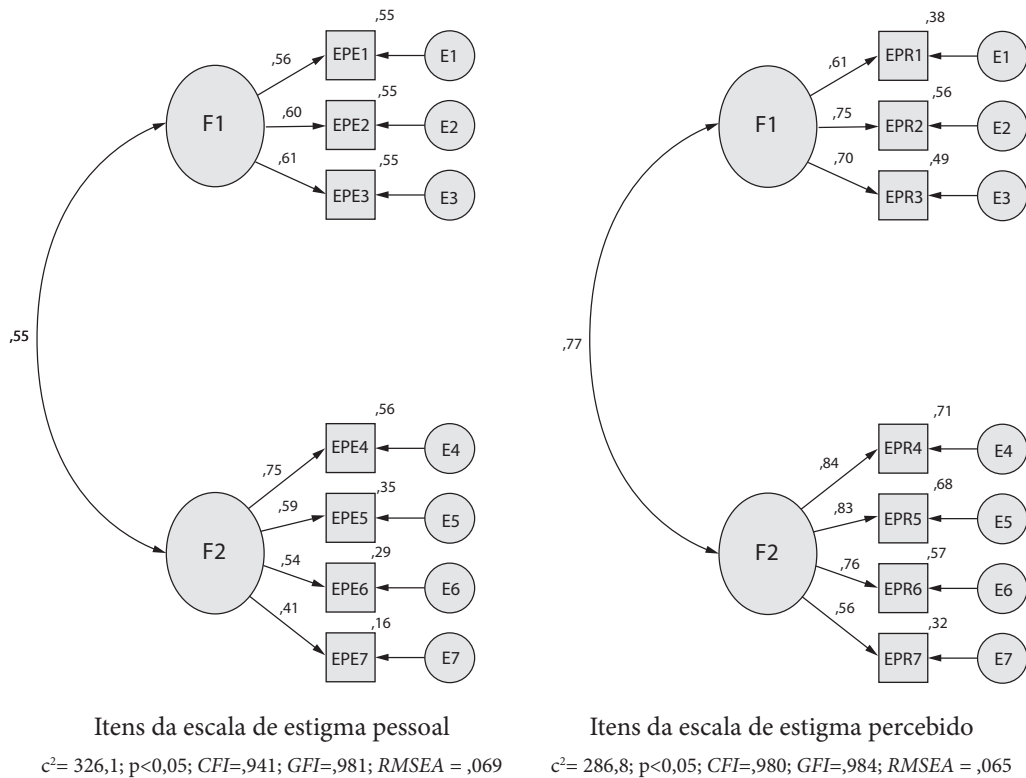 ,55
,56
EPE1
E1
,55
,60
F1
EPE2
E2
,55
,61
EPE3
E3
,55
,56
EPE4
E4
,75
,35
,59
EPE5
E5
F2
,29
,54
EPE6
E6
,41
,16
EPE7
E7
Itens da escala de estigma pessoal
c²= 326,1; p<0,05; CFI=,941; GFI=,981; RMSEA = ,069
,38
,61
EPR1
E1
,56
,75
F1
EPR2
E2
,49
,70
EPR3
E3
,77
,71
EPR4
E4
,84
,68
,83
EPR5
E5
F2
,57
,76
EPR6
E6
,56
,32
EPR7
E7
Itens da escala de estigma percebido
c²= 286,8; p<0,05; CFI=,980; GFI=,984; RMSEA = ,065